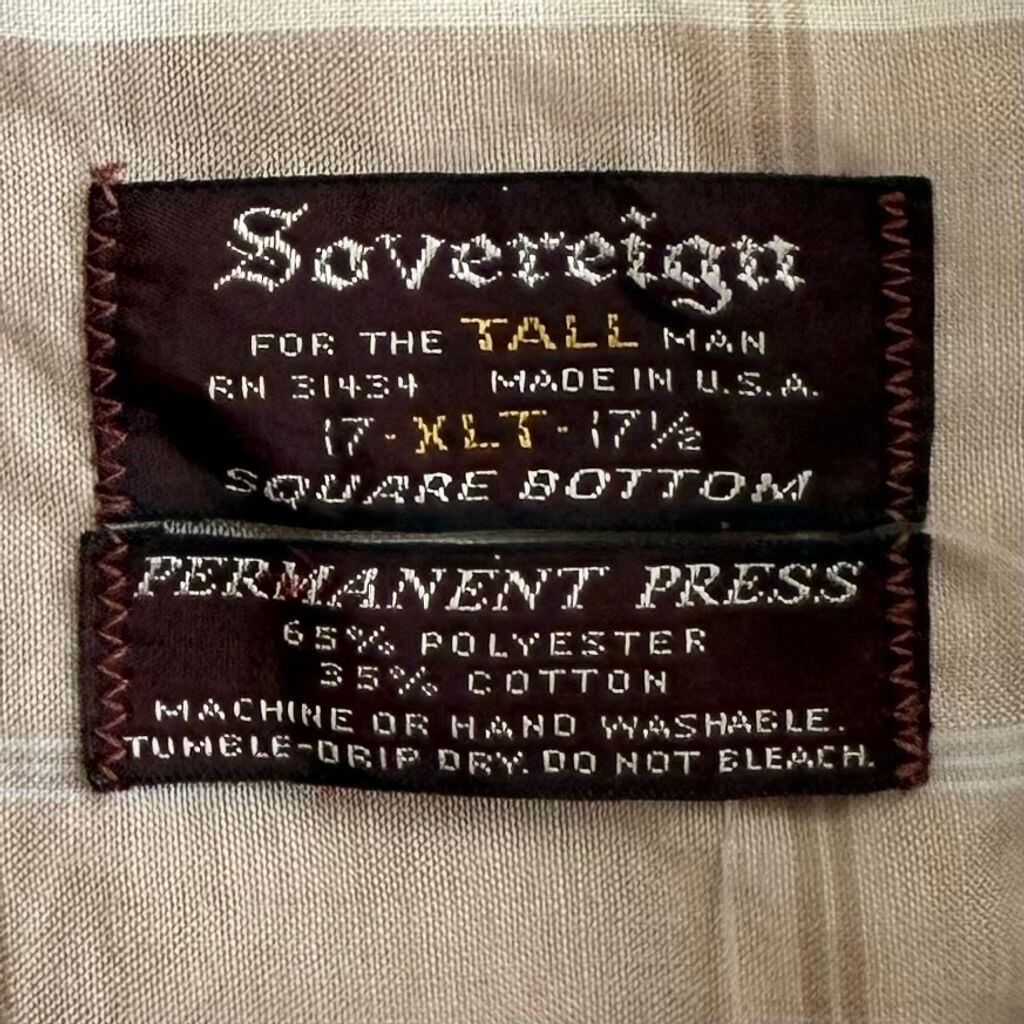 Sovereign
FOR THE TALL MAN
RN 31434 MADE IN U.S.A.
17-XLT-17½
SQUARE BOTTOM
PERMANENT PRESS
65% POLYESTER
35% COTTON
MACHINE OR HAND WASHABLE.
TUMBLE-DRIP DRY. DO NOT BLEACH.